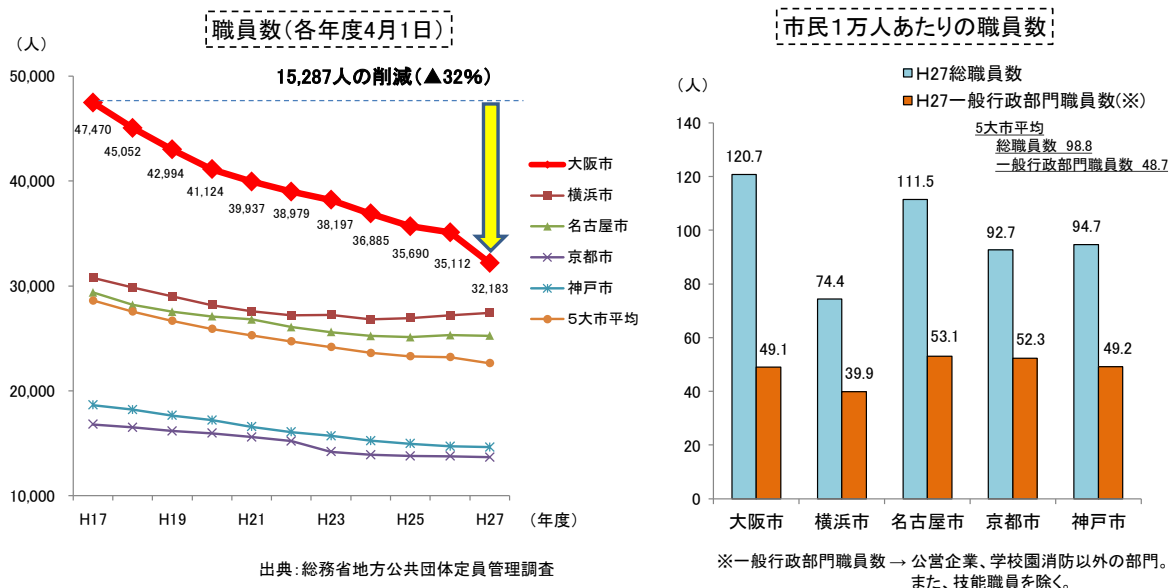 職員数(各年度4月1日)
(人)
15,287人の削減(▲32%)
50,000
40,000
30,000
20,000
10,000
47,470
45,052
42,994
41,124
39,937
38,979
38,197
36,885
35,690
35,112
32,183
大阪市
横浜市
名古屋市
京都市
神戸市
5大市平均
H17
H19
H21
H23
H25
H27
(年度)
出典:総務省地方公共団体定員管理調査
市民1万人あたりの職員数
(人)
H27総職員数
H27一般行政部門職員数(※)
5大市平均
総職員数 98.8
一般行政部門職員数 48.7
140
120
100
80
60
40
20
0
120.7
49.1
74.4
39.9
111.5
53.1
92.7
52.3
94.7
49.2
大阪市
横浜市
名古屋市
京都市
神戸市
※一般行政部門職員数 → 公営企業、学校園消防以外の部門。
また、技能職員を除く。